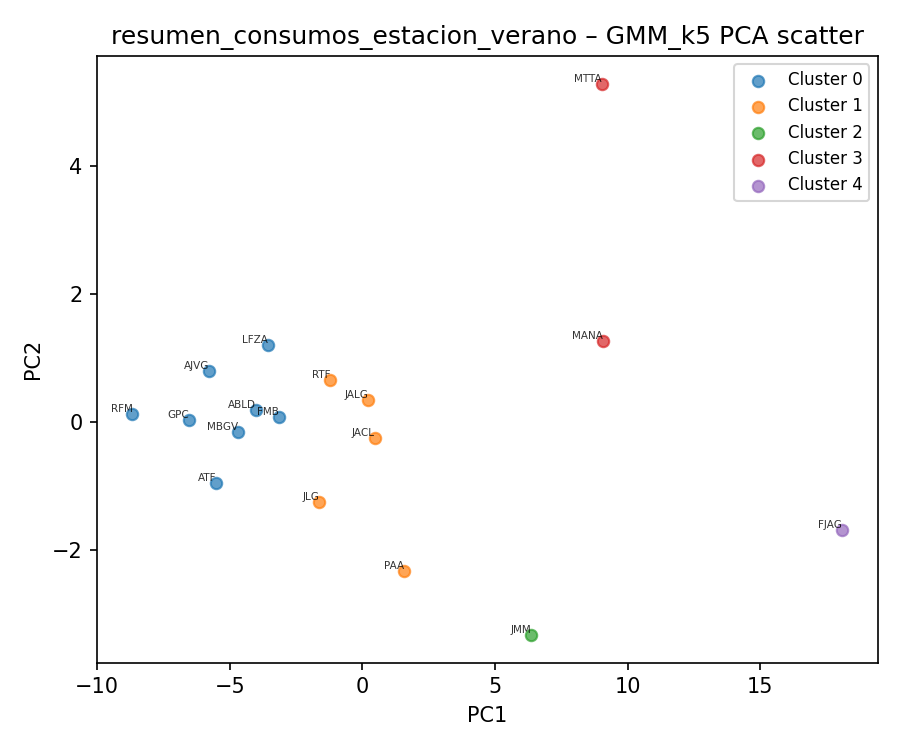 resumen_consumos_estacion_verano – GMM_k5 PCA scatter
MTTA
Cluster 0
Cluster 1
Cluster 2
Cluster 3
Cluster 4
4
2
0
−2
PC2
LFZA
MANA
AJVG
RTF
JALG
RFM
GPC
ABLD
FMB
MBGV
JACL
ATF
JLG
FJAG
PAA
JMM
−10
−5
0
5
10
15
PC1